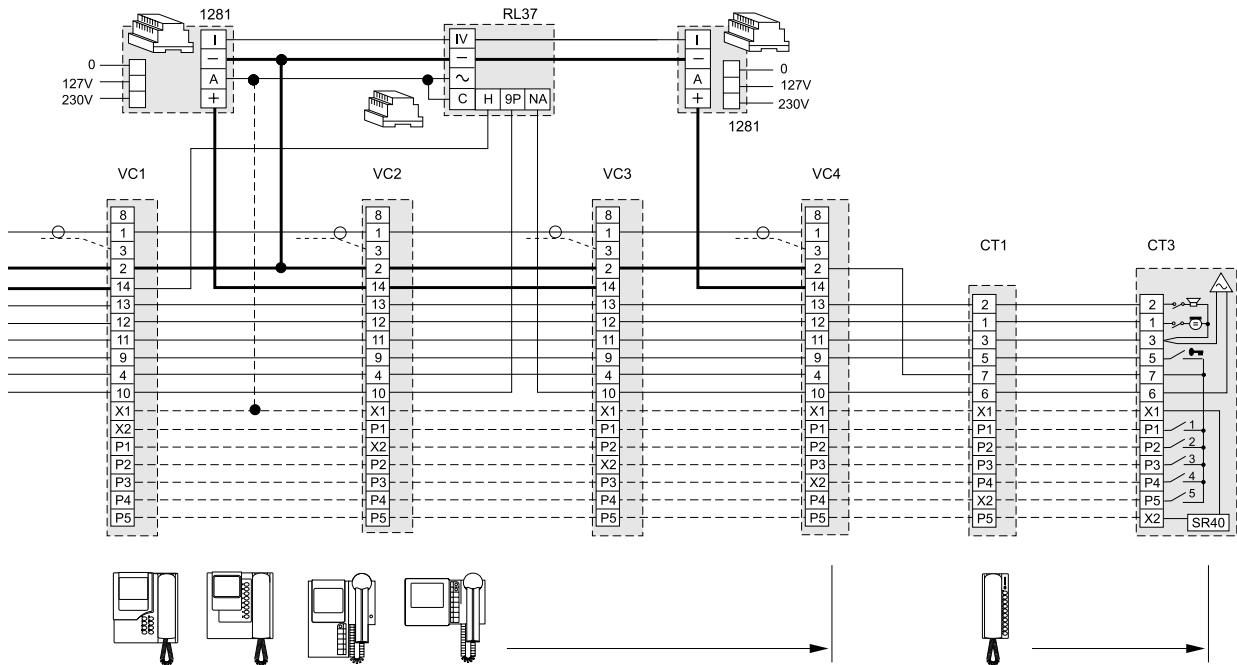 1281 RL37
I IV I
0 – – – 0
127V A ~ A 127V
230V + C H 9P NA + 230V
1281
VC1 VC2 VC3 VC4
8 8 8 8
1 1 1 1
3 3 3 3 CT1 CT3
2 2 2 2
14 14 14 14
13 13 13 13 2 2
12 12 12 12 1 1
11 11 11 11 3 3
9 9 9 9 5 5
4 4 4 4 7 7
10 10 10 10 6 6
X1 X1 X1 X1 X1 X1
X2 P1 P1 P1 P1 P1 1
P1 X2 P2 P2 P2 P2 2
P2 P2 X2 P3 P3 P3 3
P3 P3 P3 X2 P4 P4 4
P4 P4 P4 P4 X2 P5 5
P5 P5 P5 P5 P5 X2 SR40